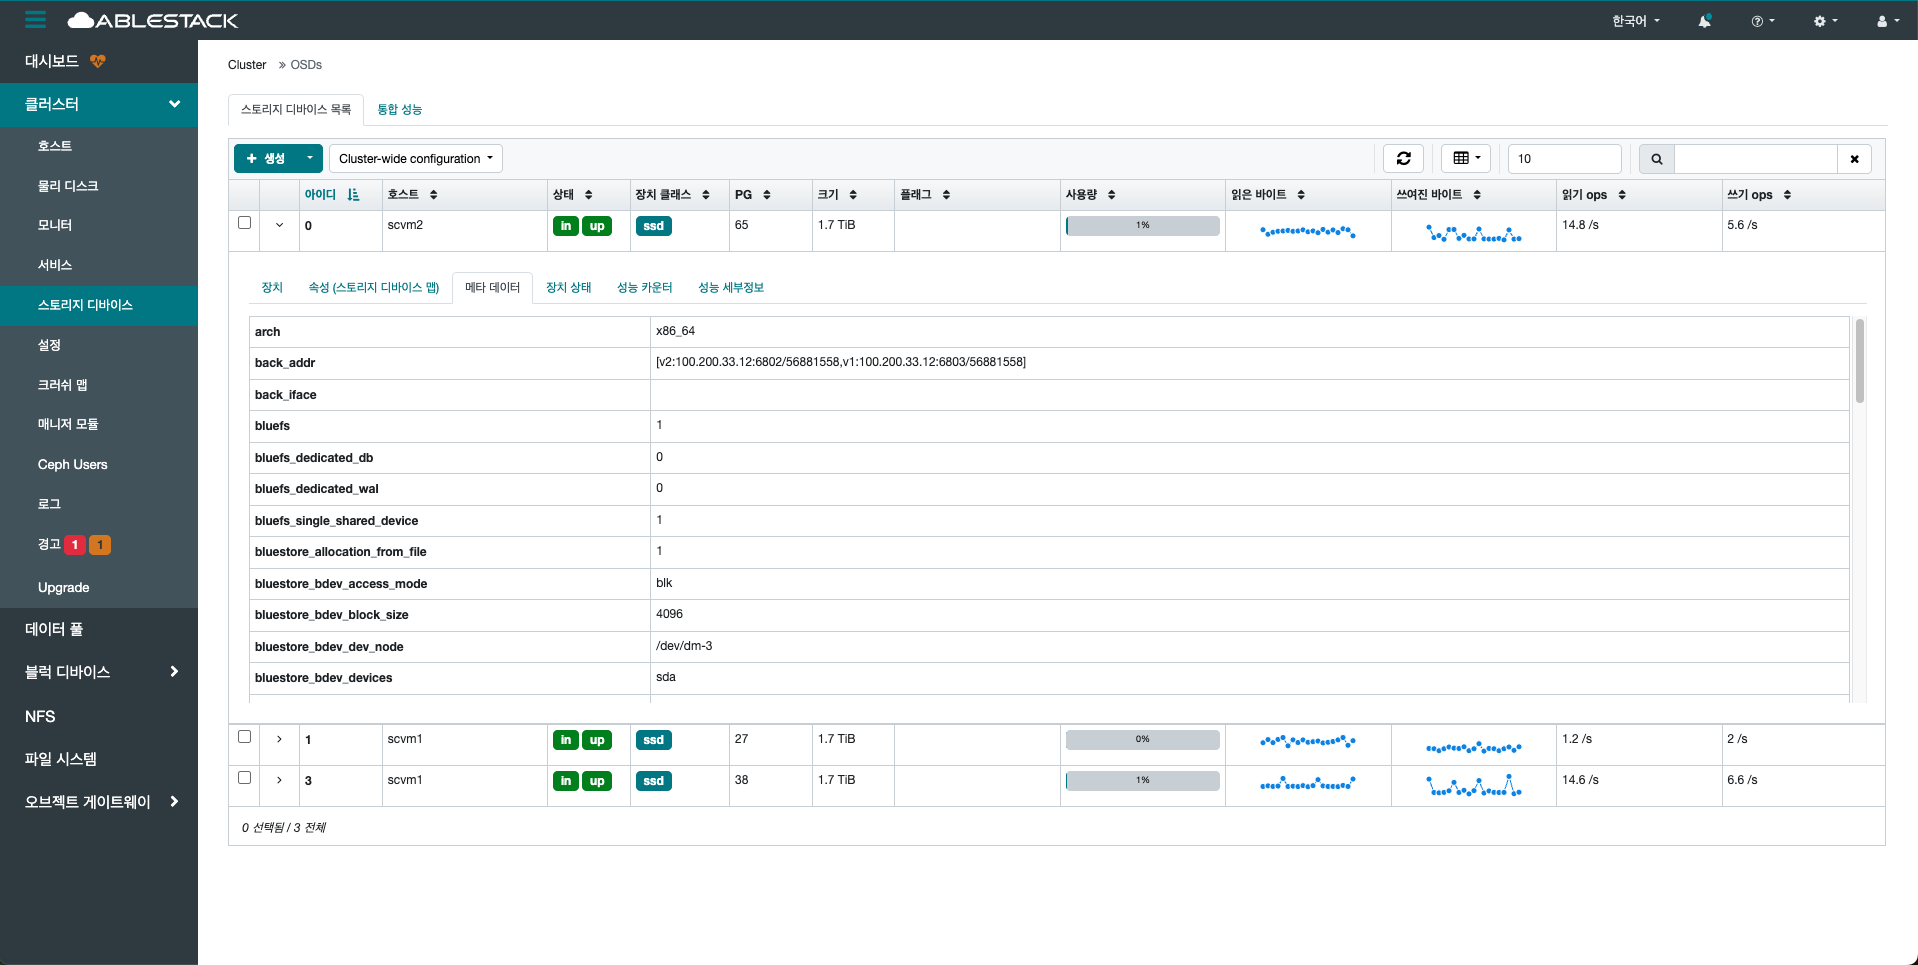 ABLESTACK
한국어
대시보드
클러스터
호스트
물리 디스크
모니터
서비스
스토리지 디바이스
설정
크러쉬 맵
매니저 모듈
Ceph Users
로그
경고 1 1
Upgrade
데이터 풀
블럭 디바이스
NFS
파일 시스템
오브젝트 게이트웨이
Cluster » OSDs
스토리지 디바이스 목록 통합 성능
+ 생성 Cluster-wide configuration 10
아이디 호스트 상태 장치 클래스 PG 크기 플래그 사용량 읽은 바이트 쓰여진 바이트 읽기 ops 쓰기 ops
0 scvm2 in up ssd 65 1.7 TiB 1% 14.8 /s 5.6 /s
장치 속성 (스토리지 디바이스 맵) 메타 데이터 장치 상태 성능 카운터 성능 세부정보
arch x86_64
back_addr [v2:100.200.33.12:6802/56881558,v1:100.200.33.12:6803/56881558]
back_iface
bluefs 1
bluefs_dedicated_db 0
bluefs_dedicated_wal 0
bluefs_single_shared_device 1
bluestore_allocation_from_file 1
bluestore_bdev_access_mode blk
bluestore_bdev_block_size 4096
bluestore_bdev_dev_node /dev/dm-3
bluestore_bdev_devices sda
1 scvm1 in up ssd 27 1.7 TiB 0% 1.2 /s 2 /s
3 scvm1 in up ssd 38 1.7 TiB 1% 14.6 /s 6.6 /s
0 선택됨 / 3 전체